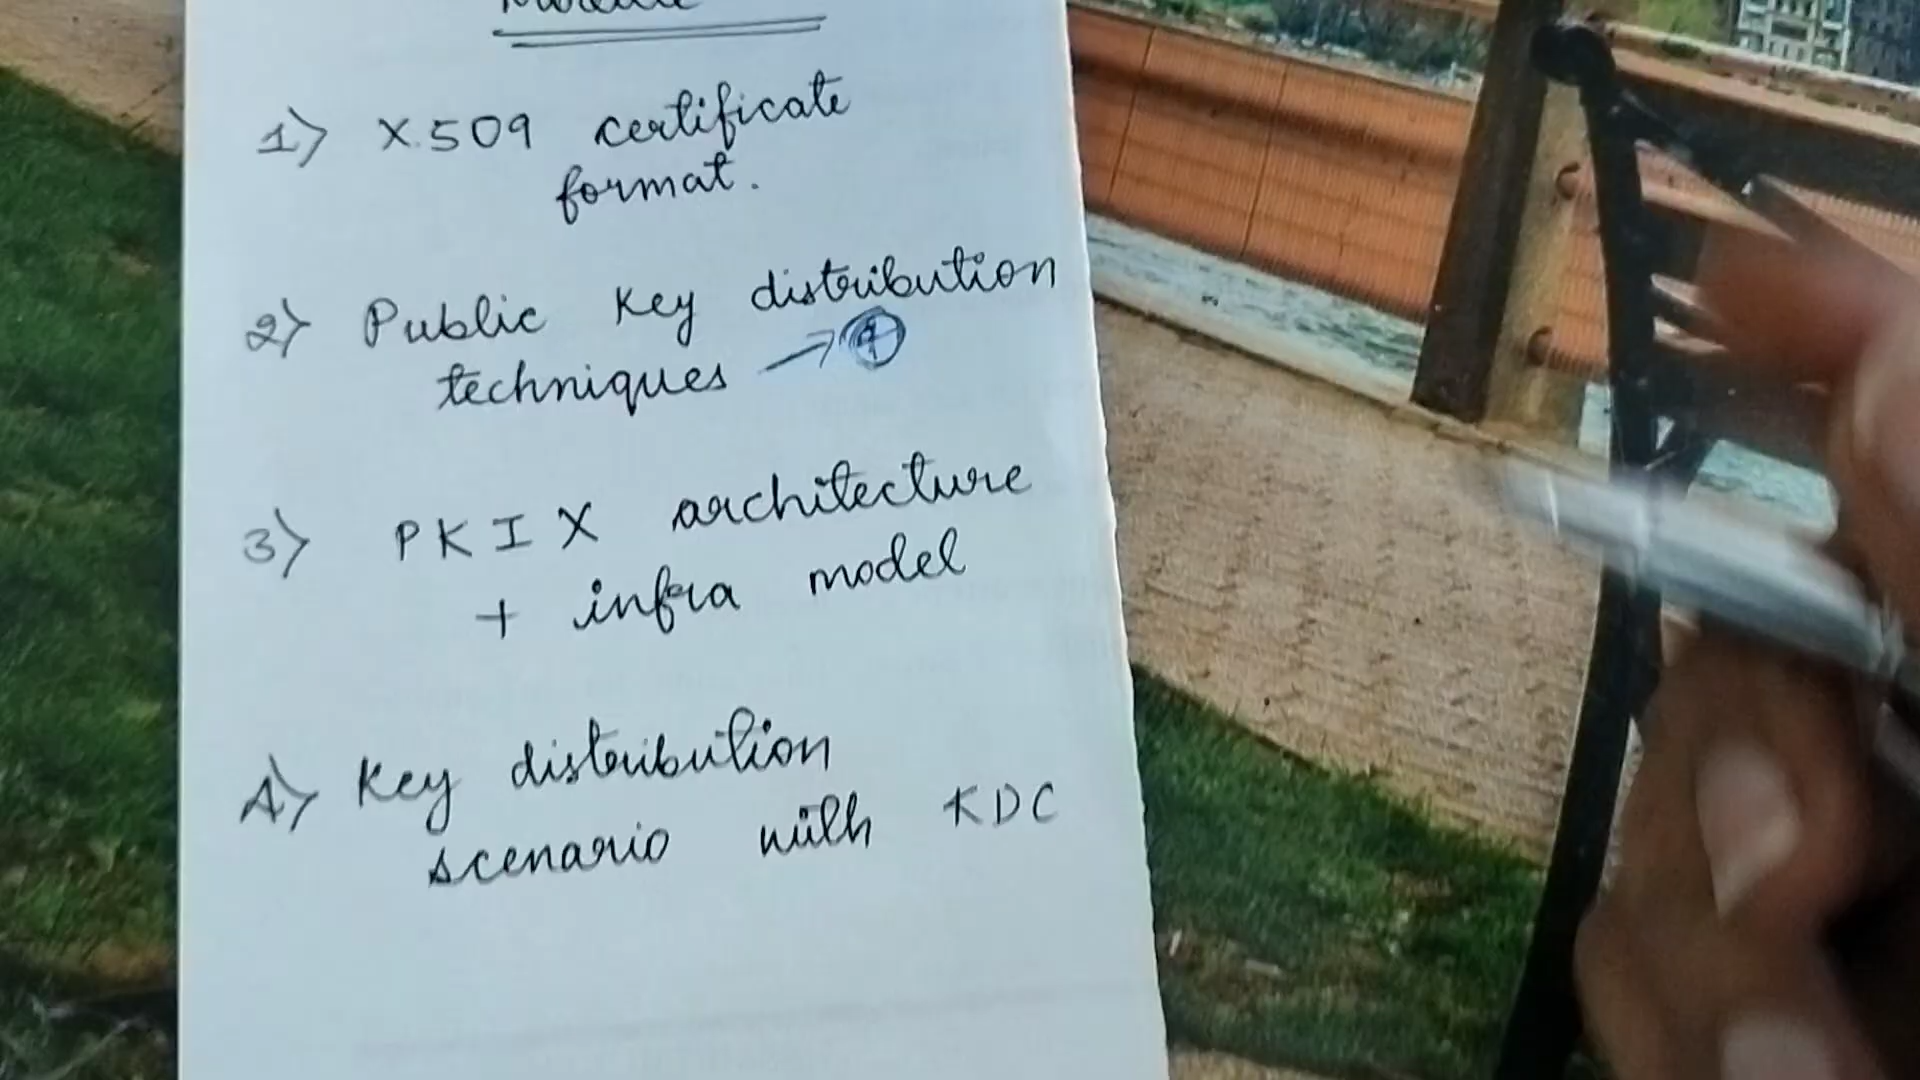 1) X.509 certificate
format.
2) Public Key distribution
techniques → 4
3) PKIX architecture
+ infra model
4) Key distribution
scenario with KDC